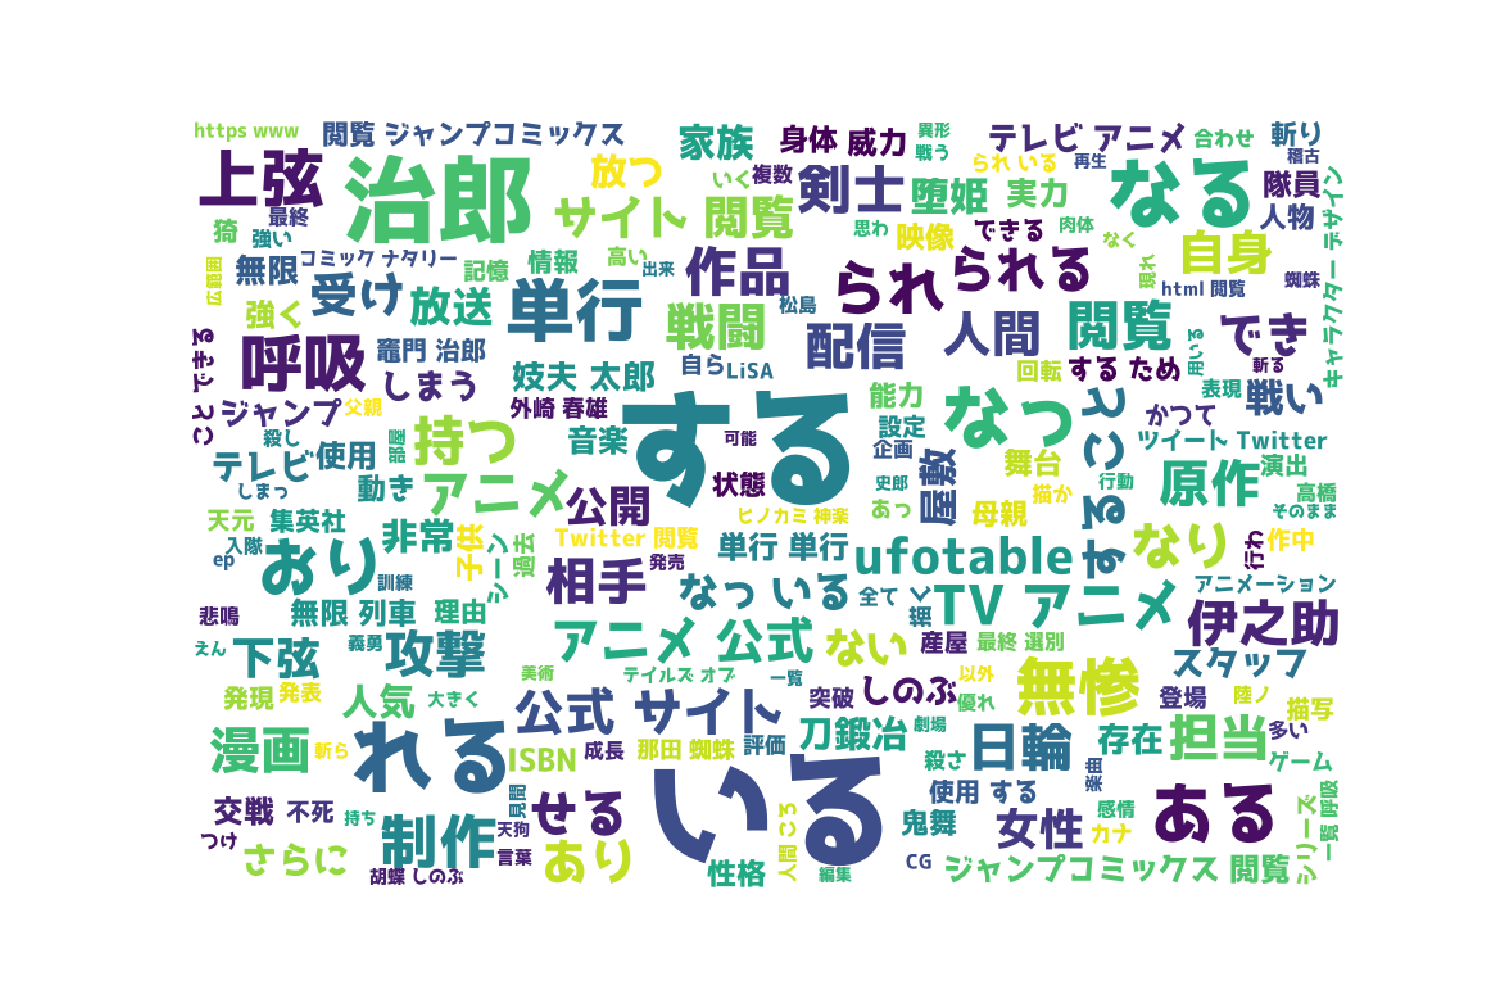 https www
閲覧 ジャンプコミックス
家族
身体
威力
異形
戦う
テレビ アニメ
合わせ
斬り
稽古
上弦
治郎
放つ
いく
複数
剣士
堕姫
られ いる
再生
実力
なる
隊員
人物
キャラクター デザイン
猗
最終
強い
サイト 閲覧
思わ
映像
できる
肉体
なく
自身
広範囲
無限
コミック ナタリー
記憶
情報
高い
出来
作品
られ
られる
現れ
html 閲覧
蜘蛛
受け
放送
単行
松島
強く
戦闘
配信
人間
閲覧
でき
できる こと
呼吸
竈門 治郎
しまう
妓夫 太郎
自ら
LiSA
回転
する ため
用いる
斬る
表現
戦い
ジャンプ
父親
外崎 春雄
する
能力
なっ
すること
かつて
殺し
部屋
持つ
音楽
可能
設定
企画
ツイート Twitter
テレビ
使用
しまっ
動き
アニメ
公開
状態
史郎
屋敷
舞台
描か
行動
原作
演出
高橋
そのまま
天元
集英社
非常
ヒノカミ 神楽
あっ
母親
入隊
ep
おり
訓練
子供
シーン
過去
Twitter 閲覧
発売
単行 単行
ufotable
なり
行わ
作中
相手
なっ いる
全て
押し
TV アニメ
アニメーション
悲鳴
無限 列車
理由
伊之助
えん
下弦
義勇
攻撃
アニメ 公式
ない
産屋
最終 選別
スタッフ
美術
テイルズ オブ
一覧
以外
無惨
発現
発表
人気
大きく
公式 サイト
突破
しのぶ
優れ
登場
陸ノ
描写
漫画
斬ら
れる
ISBN
成長
那田 蜘蛛
評価
刀鍛冶
劇場
日輪
存在
担当
多い
殺さ
楽曲
ゲーム
いる
交戦
不死
持ち
制作
見聞
天拘
せる
人間 ころ
使用 する
鬼舞
女性
感情
カナ
ある
シリーズ
一覧 呼吸
つけ
さらに
言葉
あり
胡蝶 しのぶ
性格
編集
CG
ジャンプコミックス 閲覧